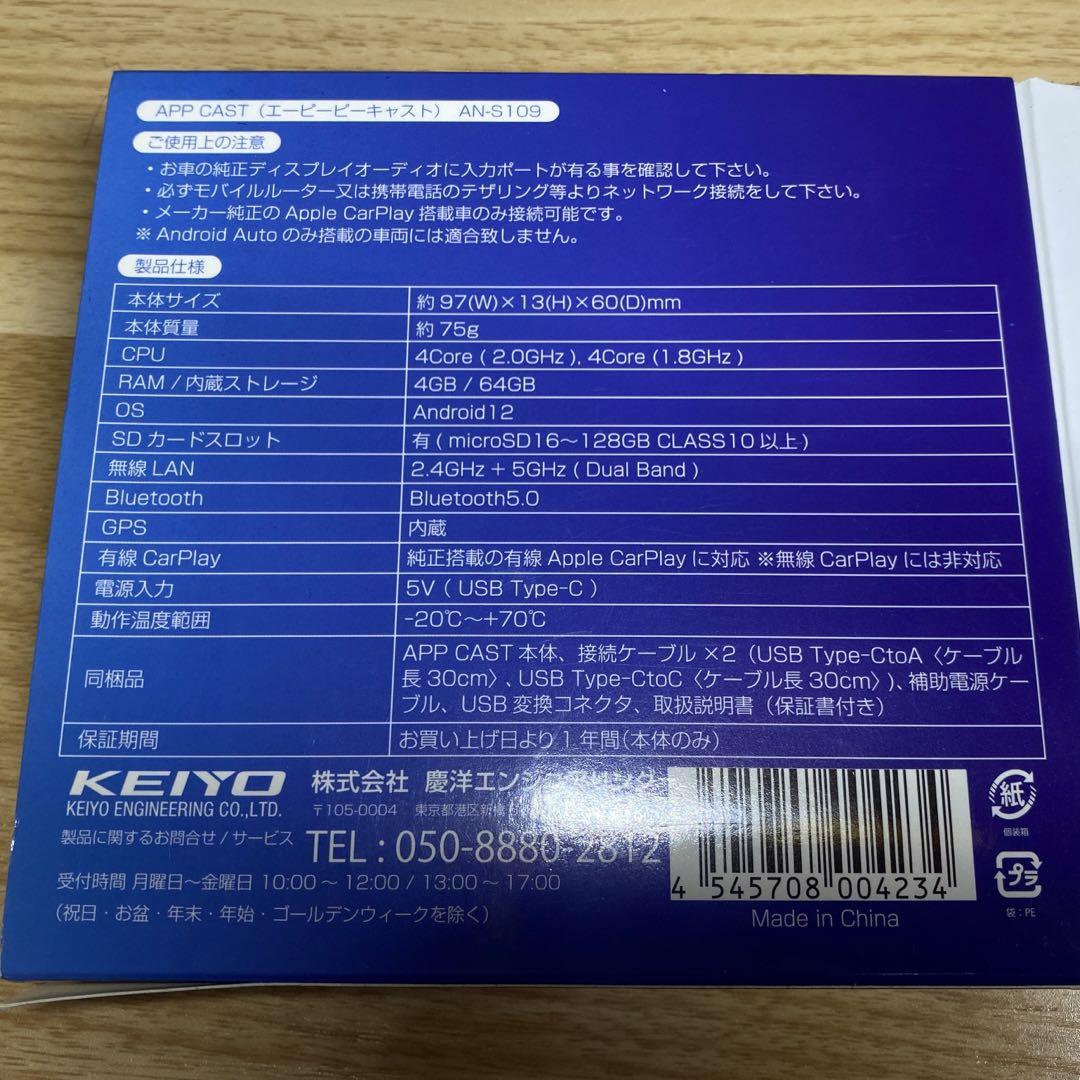 APP CAST（エーピーピーキャスト） AN-S109
ご使用上の注意
・お車の純正ディスプレイオーディオに入力ポートが有る事を確認して下さい。
・必ずモバイルルーター又は携帯電話のテザリング等よりネットワーク接続をして下さい。
・メーカー純正の Apple CarPlay 搭載車のみ接続可能です。
※ Android Auto のみ搭載の車両には適合致しません。
製品仕様
本体サイズ 約 97(W)×13(H)×60(D)mm
本体質量 約 75g
CPU 4Core ( 2.0GHz ), 4Core (1.8GHz )
RAM / 内蔵ストレージ 4GB / 64GB
OS Android12
SD カードスロット 有 ( microSD16～128GB CLASS10 以上 )
無線 LAN 2.4GHz + 5GHz ( Dual Band )
Bluetooth Bluetooth5.0
GPS 内蔵
有線 CarPlay 純正搭載の有線 Apple CarPlay に対応 ※無線 CarPlay には非対応
電源入力 5V ( USB Type-C )
動作温度範囲 -20℃～+70℃
同梱品 APP CAST 本体、接続ケーブル ×2（USB Type-CtoA〈ケーブル
長 30cm〉、USB Type-CtoC〈ケーブル長 30cm〉)、補助電源ケー
ブル、USB 変換コネクタ、取扱説明書（保証書付き）
保証期間 お買い上げ日より 1 年間（本体のみ）
KEIYO 株式会社 慶洋エンジニアリング
KEIYO ENGINEERING CO.,LTD. 〒105-0004 東京都港区新橋
製品に関するお問合せ / サービス TEL : 050-8880-2812
受付時間 月曜日～金曜日 10:00 ～ 12:00 / 13:00 ～ 17:00
（祝日・お盆・年末・年始・ゴールデンウィークを除く）
4 545708 004234
Made in China
紙
個装箱
プラ
袋：PE